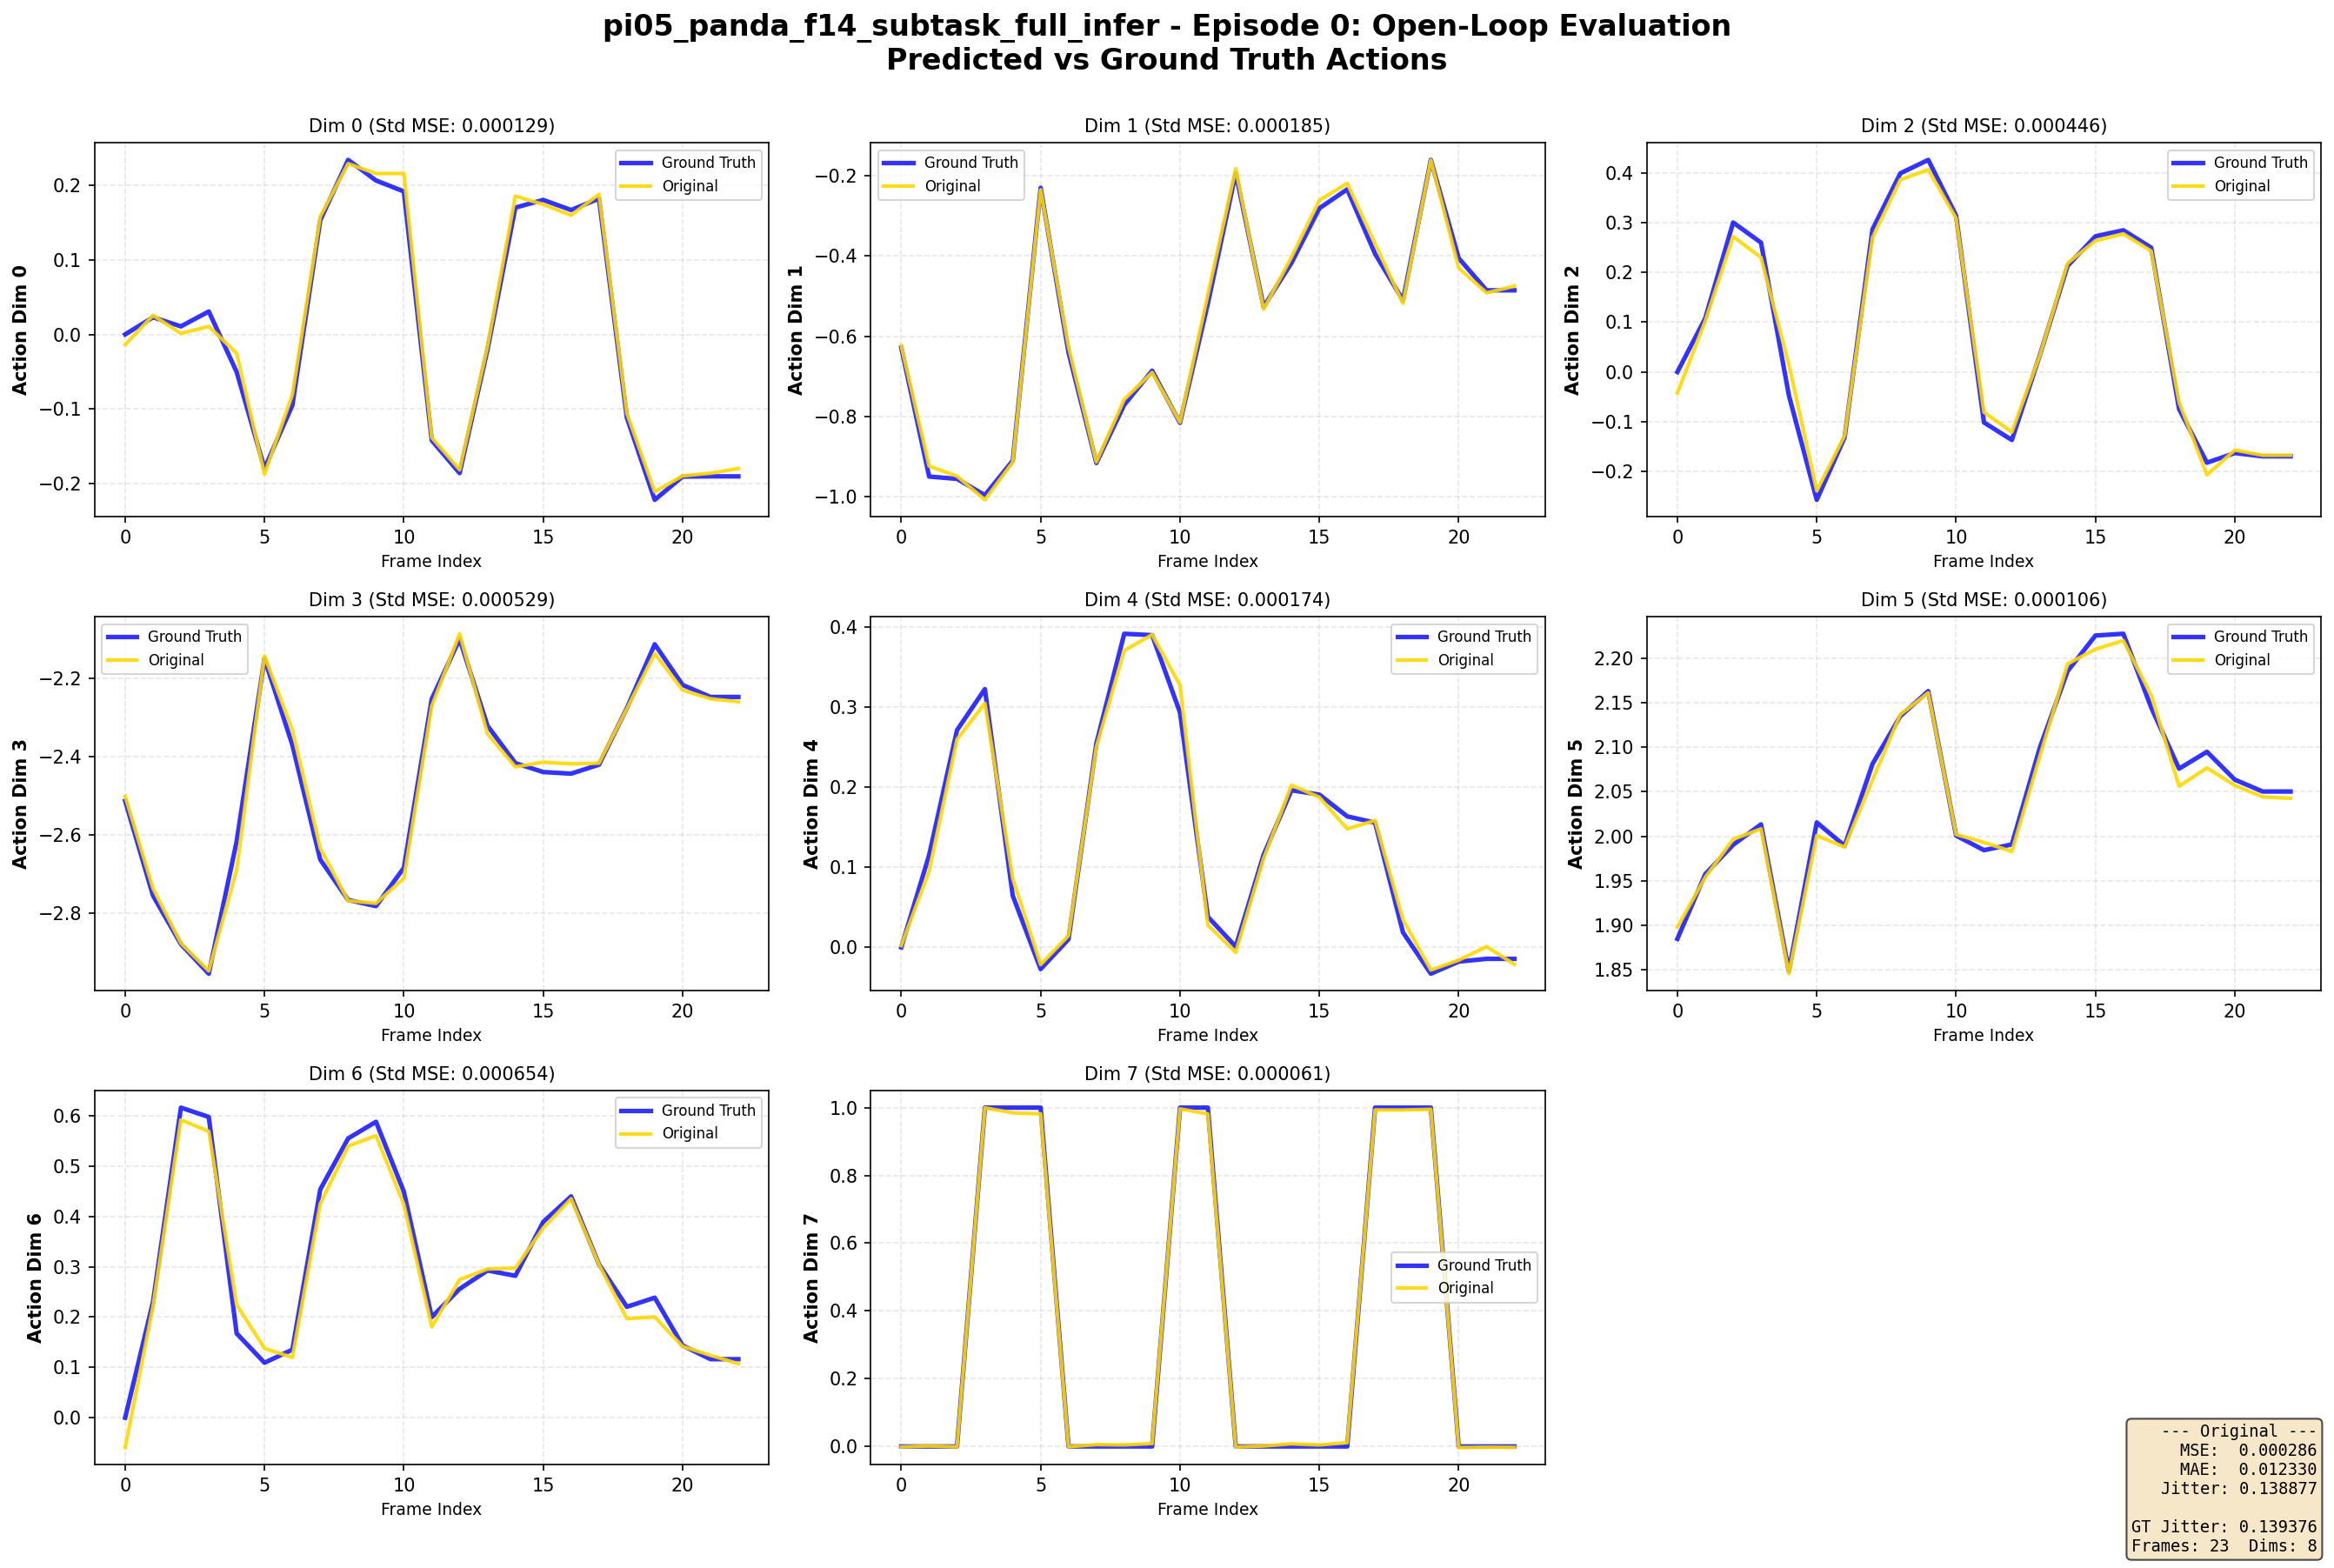 pi05_panda_f14_subtask_full_infer - Episode 0: Open-Loop Evaluation
Predicted vs Ground Truth Actions
Dim 0 (Std MSE: 0.000129)
Ground Truth
Original
Action Dim 0
0.2
0.1
0.0
−0.1
−0.2
0 5 10 15 20
Frame Index
Dim 1 (Std MSE: 0.000185)
Ground Truth
Original
Action Dim 1
−0.2
−0.4
−0.6
−0.8
−1.0
0 5 10 15 20
Frame Index
Dim 2 (Std MSE: 0.000446)
Ground Truth
Original
Action Dim 2
0.4
0.3
0.2
0.1
0.0
−0.1
−0.2
0 5 10 15 20
Frame Index
Dim 3 (Std MSE: 0.000529)
Ground Truth
Original
Action Dim 3
−2.2
−2.4
−2.6
−2.8
0 5 10 15 20
Frame Index
Dim 4 (Std MSE: 0.000174)
Ground Truth
Original
Action Dim 4
0.4
0.3
0.2
0.1
0.0
0 5 10 15 20
Frame Index
Dim 5 (Std MSE: 0.000106)
Ground Truth
Original
Action Dim 5
2.20
2.15
2.10
2.05
2.00
1.95
1.90
1.85
0 5 10 15 20
Frame Index
Dim 6 (Std MSE: 0.000654)
Ground Truth
Original
Action Dim 6
0.6
0.5
0.4
0.3
0.2
0.1
0.0
0 5 10 15 20
Frame Index
Dim 7 (Std MSE: 0.000061)
Ground Truth
Original
Action Dim 7
1.0
0.8
0.6
0.4
0.2
0.0
0 5 10 15 20
Frame Index
--- Original ---
MSE: 0.000286
MAE: 0.012330
Jitter: 0.138877
GT Jitter: 0.139376
Frames: 23 Dims: 8